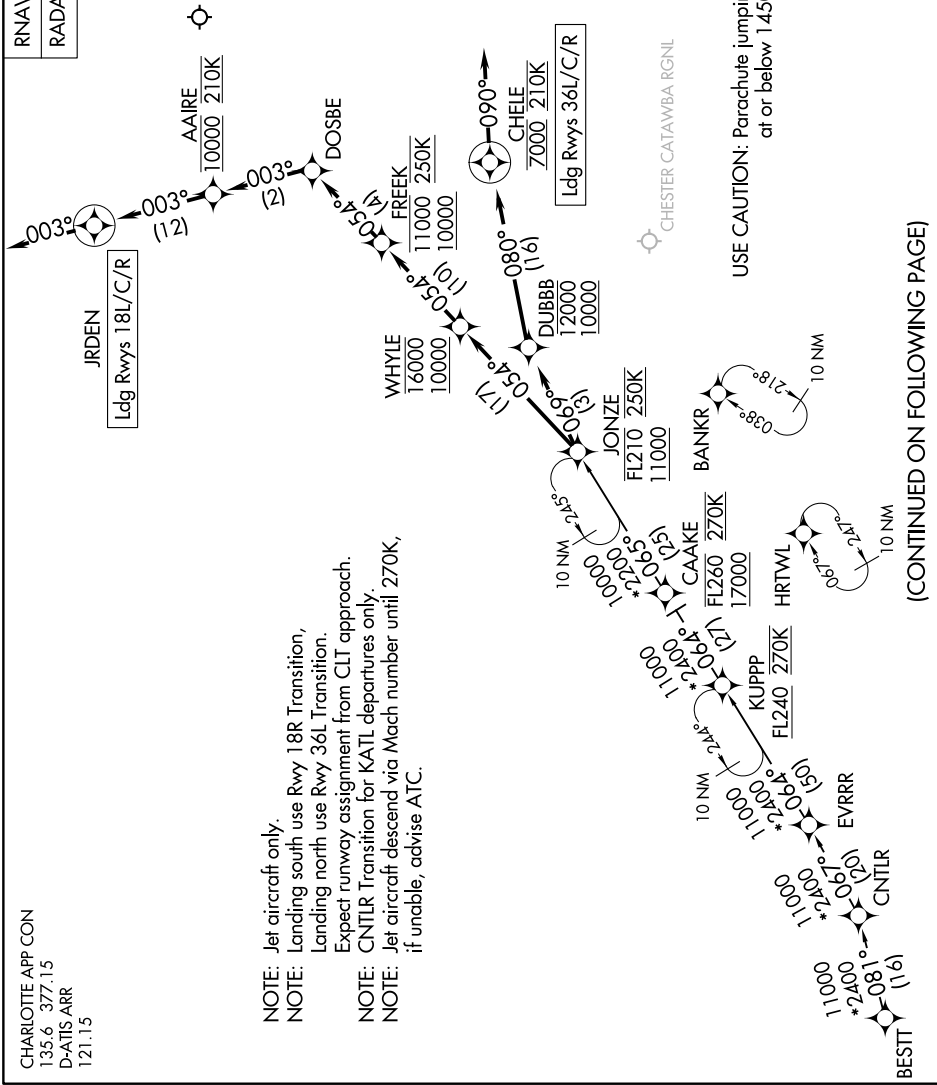 CHARLOTTE APP CON
135.6 377.15
D-ATIS ARR
121.15
NOTE: Jet aircraft only.
NOTE: Landing south use Rwy 18R Transition,
Landing north use Rwy 36L Transition.
Expect runway assignment from CLT approach.
NOTE: CNTLR Transition for KATL departures only.
NOTE: Jet aircraft descend via Mach number until 270K,
if unable, advise ATC.
003°
JRDEN
Ldg Rwys 18L/C/R
003°
(12)
AAIRE
10000 210K
003°
(2)
DOSBE
054°
(4)
FREEK
11000 250K
10000
054°
(10)
WHYLE
16000
10000
054°
(17)
090°
CHELE
7000 210K
Ldg Rwys 36L/C/R
080°
(16)
DUBBB
12000
10000
069°
(3)
JONZE
FL210 250K
11000
10 NM
245°
10000
*2200
065°
(25)
CAAKE
FL260 270K
17000
11000
*2400
064°
(27)
KUPPP
FL240 270K
10 NM
244°
11000
*2400
064°
(50)
EVRRR
11000
*2400
067°
(20)
CNTLR
11000
*2400
081°
(16)
BESTT
HRTWL
067°
247°
10 NM
BANKR
038°
218°
10 NM
CHESTER CATAWBA RGNL
USE CAUTION: Parachute jumpi
at or below 145
(CONTINUED ON FOLLOWING PAGE)
RNAV
RADA